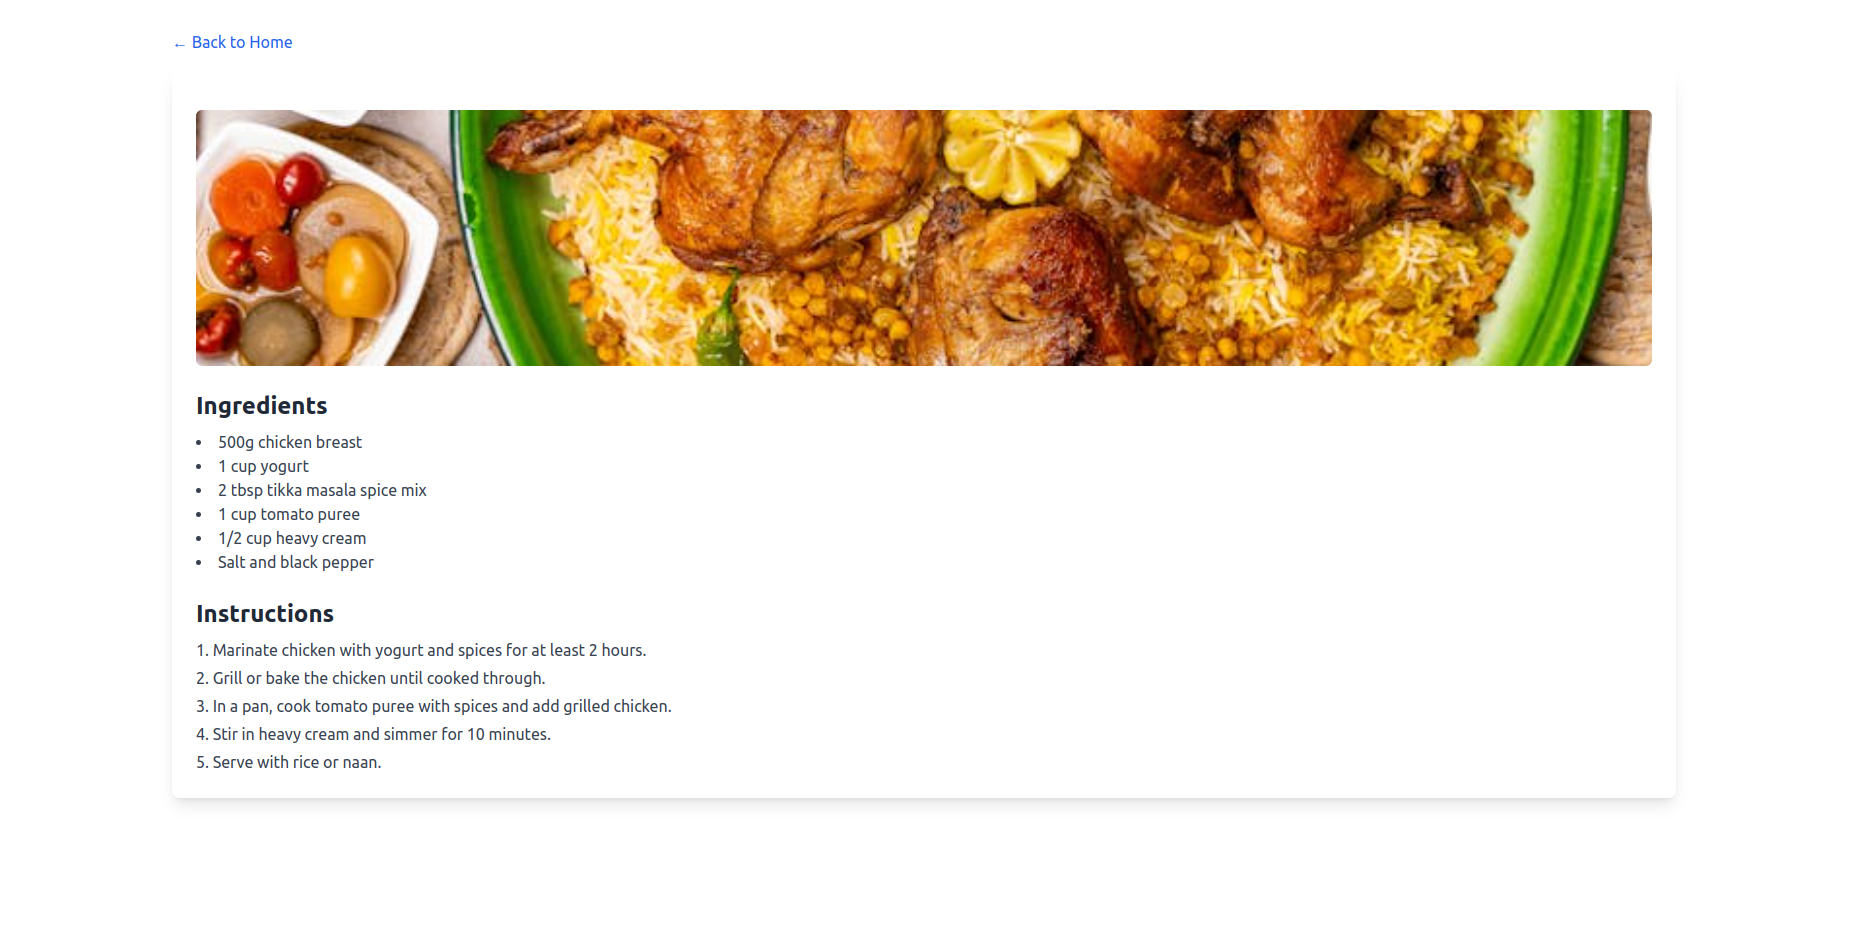 ← Back to Home
Ingredients
• 500g chicken breast
• 1 cup yogurt
• 2 tbsp tikka masala spice mix
• 1 cup tomato puree
• 1/2 cup heavy cream
• Salt and black pepper
Instructions
1. Marinate chicken with yogurt and spices for at least 2 hours.
2. Grill or bake the chicken until cooked through.
3. In a pan, cook tomato puree with spices and add grilled chicken.
4. Stir in heavy cream and simmer for 10 minutes.
5. Serve with rice or naan.